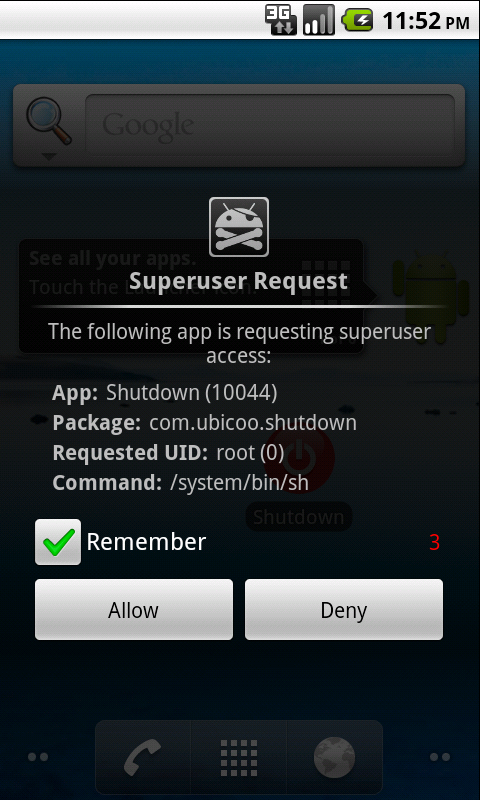 3G
11:52 PM
Google
See all your apps.
Superuser Request
Touch the Launcher icon.
The following app is requesting superuser
access:
App: Shutdown (10044)
Package: com.ubicoo.shutdown
Requested UID: root (0)
Command: /system/bin/sh
Shutdown
Remember
3
Allow
Deny